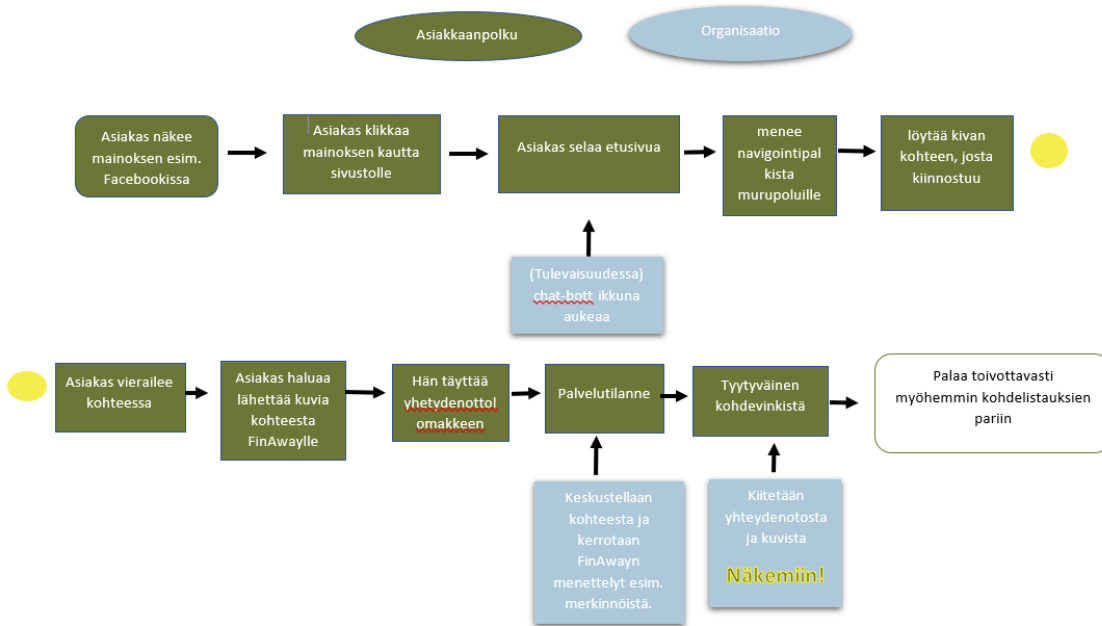 Asiakkaanpolku
Organisaatio
Asiakas näkee
mainoksen esim.
Facebookissa
Asiakas klikkaa
mainoksen kautta
sivustolle
Asiakas selaa etusivua
menee
navigointipal
kista
murupoluille
löytää kivan
kohteen, josta
kiinnostuu
(Tulevaisuudessa)
chat-bott ikkuna
aukeaa
Asiakas vierailee
kohteessa
Asiakas haluaa
lähettää kuvia
kohteesta
FinAwaylle
Hän täyttää
yhetydenottol
omakkeen
Palvelutilanne
Tyytyväinen
kohdevinkistä
Palaa toivottavasti
myöhemmin kohdelistauksien
pariin
Keskustellaan
kohteesta ja
kerrotaan
FinAwayn
menettelyt esim.
merkinnöistä.
Kiitetään
yhteydenotosta
ja kuvista
Näkemiin!